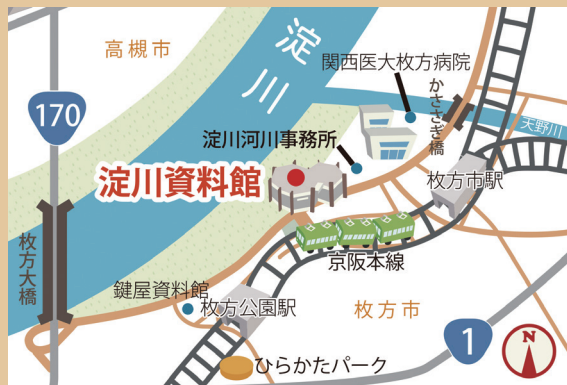 高槻市
淀川
関西医大枚方病院
170
かささぎ橋
天野川
淀川河川事務所
淀川資料館
枚方市駅
枚方大橋
京阪本線
鍵屋資料館
枚方公園駅
枚方市
1
N
ひらかたパーク